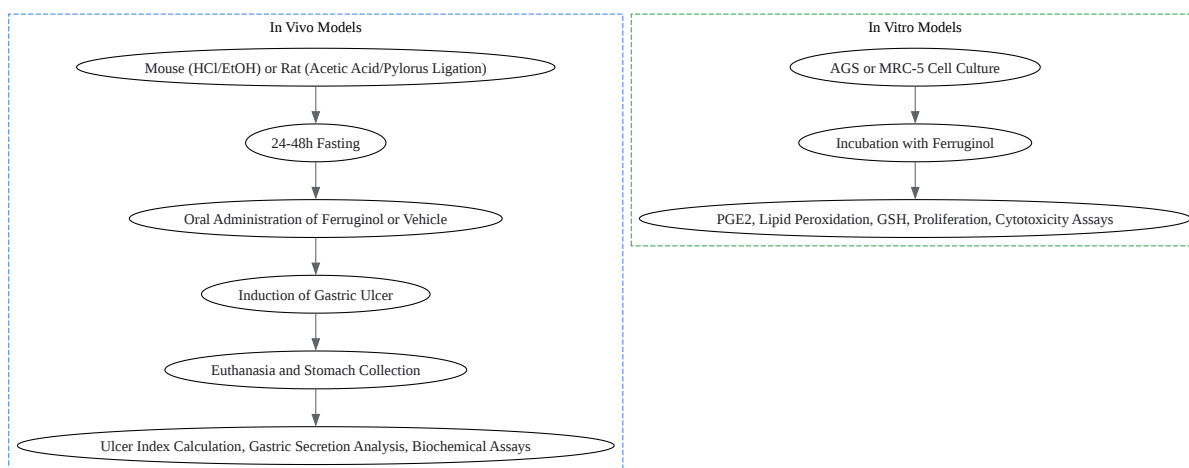 In Vivo Models
Mouse (HCl/EtOH) or Rat (Acetic Acid/Pylorus Ligation)
24-48h Fasting
Oral Administration of Ferruginol or Vehicle
Induction of Gastric Ulcer
Euthanasia and Stomach Collection
Ulcer Index Calculation, Gastric Secretion Analysis, Biochemical Assays
In Vitro Models
AGS or MRC-5 Cell Culture
Incubation with Ferruginol
PGE2, Lipid Peroxidation, GSH, Proliferation, Cytotoxicity Assays